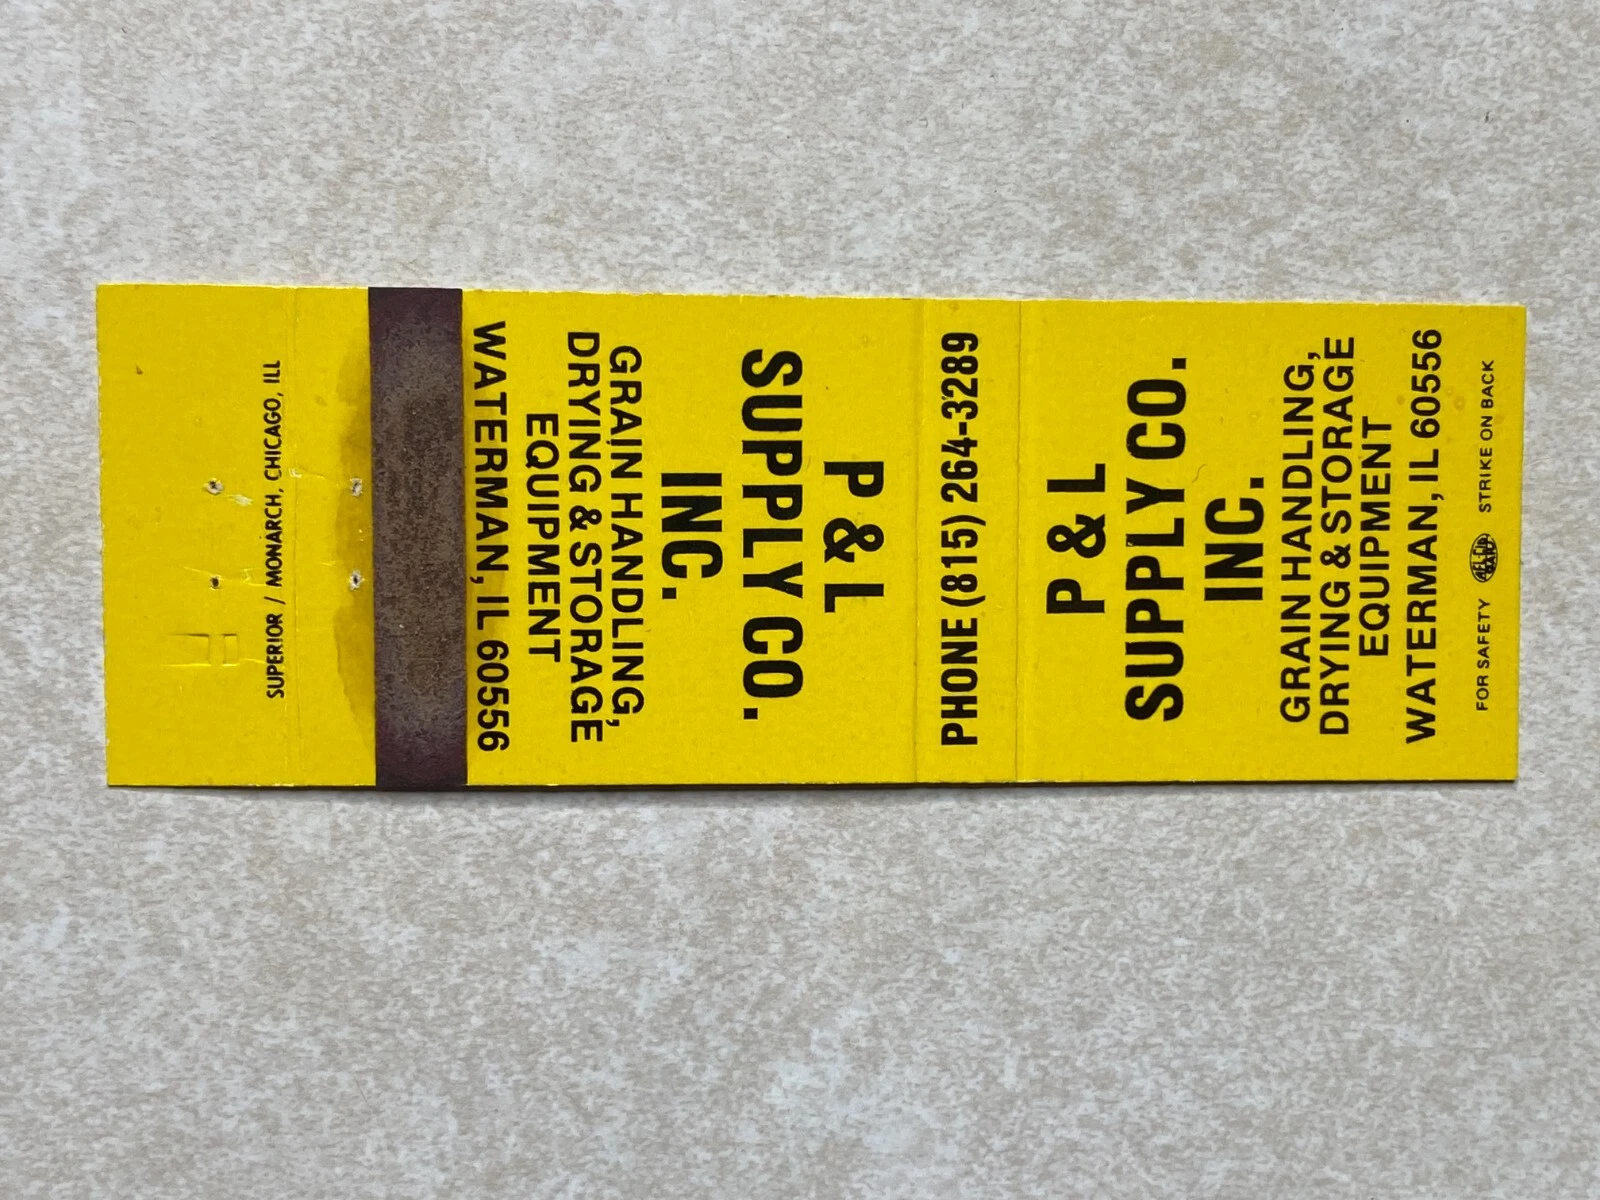 SUPERIOR / MONARCH, CHICAGO, ILL
P & L
SUPPLY CO.
INC.
GRAIN HANDLING,
DRYING & STORAGE
EQUIPMENT
WATERMAN, IL 60556
PHONE (815) 264-3289
P & L
SUPPLY CO.
INC.
GRAIN HANDLING,
DRYING & STORAGE
EQUIPMENT
WATERMAN, IL 60556
FOR SAFETY STRIKE ON BACK